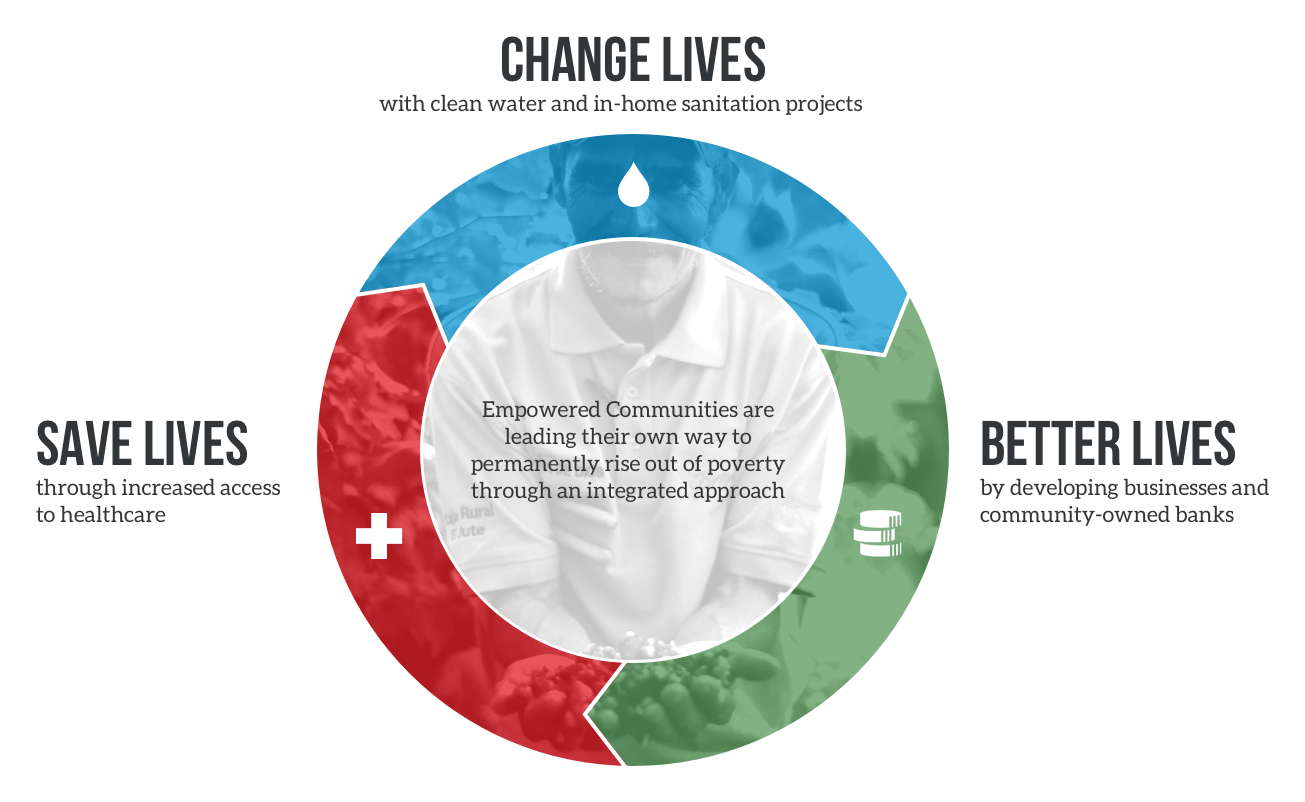 CHANGE LIVES
with clean water and in-home sanitation projects
SAVE LIVES
through increased access
to healthcare
Empowered Communities are
leading their own way to
permanently rise out of poverty
through an integrated approach
BETTER LIVES
by developing businesses and
community-owned banks
Rural